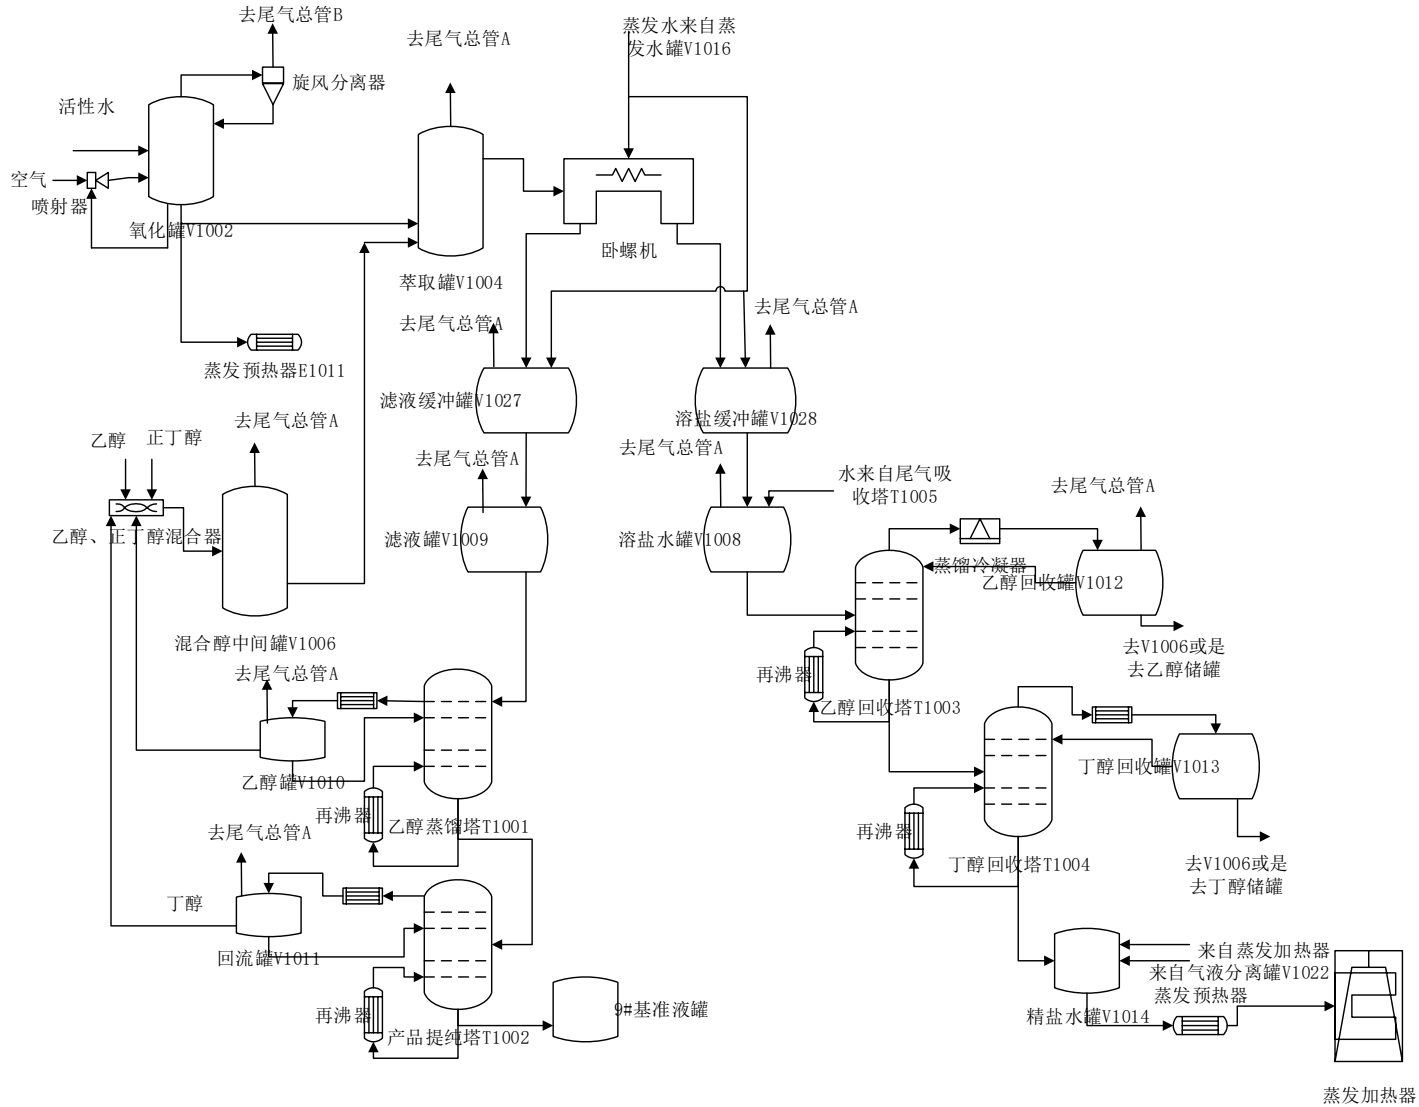 去尾气总管B
蒸发水来自蒸
发水罐V1016
去尾气总管A
旋风分离器
活性水
空气
喷射器
氧化罐V1002
卧螺机
萃取罐V1004
去尾气总管A
去尾气总管A
蒸发预热器E1011
滤液缓冲罐V1027
溶盐缓冲罐V1028
去尾气总管A
乙醇
正丁醇
去尾气总管A
去尾气总管A
水来自尾气吸
收塔T1005
去尾气总管A
乙醇、正丁醇混合器
滤液罐V1009
溶盐水罐V1008
蒸馏冷凝器
乙醇回收罐V1012
混合醇中间罐V1006
去V1006或是
去乙醇储罐
去尾气总管A
再沸器
乙醇回收塔T1003
丁醇回收罐V1013
乙醇罐V1010
再沸器
乙醇蒸馏塔T1001
去尾气总管A
再沸器
丁醇回收塔T1004
去V1006或是
去丁醇储罐
丁醇
回流罐V1011
来自蒸发加热器
来自气液分离罐V1022
蒸发预热器
再沸器
9#基准液罐
精盐水罐V1014
产品提纯塔T1002
蒸发加热器